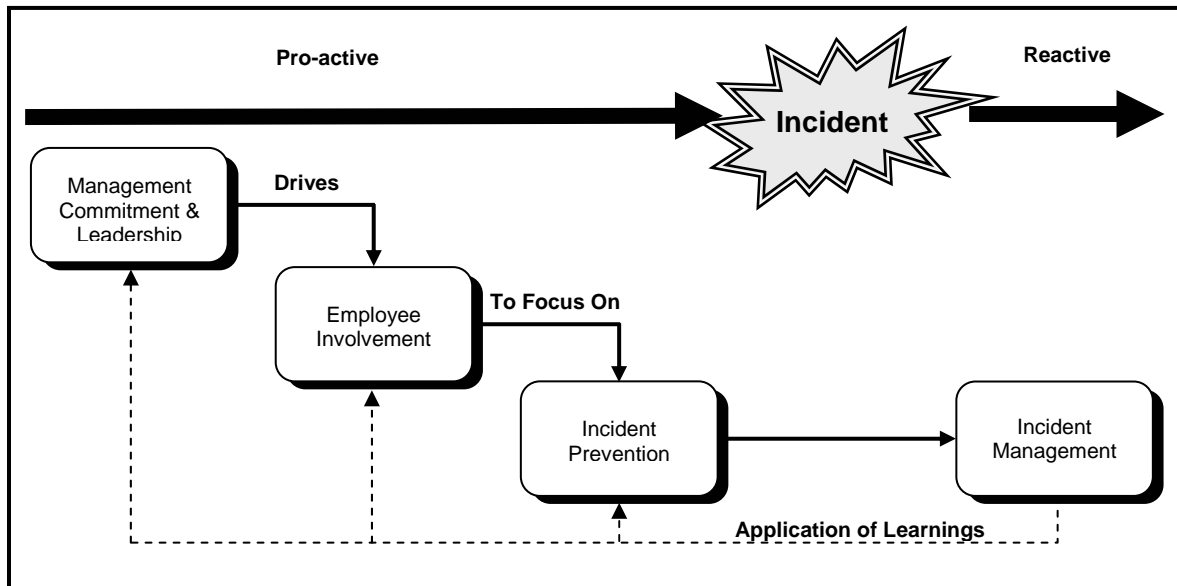 Pro-active
Reactive
Incident
Management
Commitment &
Leadership
Drives
Employee
Involvement
To Focus On
Incident
Prevention
Incident
Management
Application of Learnings